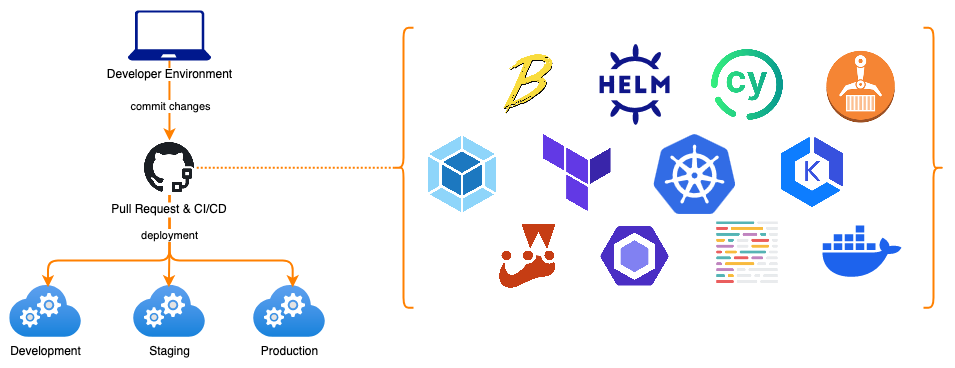 Developer Environment
commit changes
Pull Request & CI/CD
deployment
Development
Staging
Production
B
HELM
cy
K